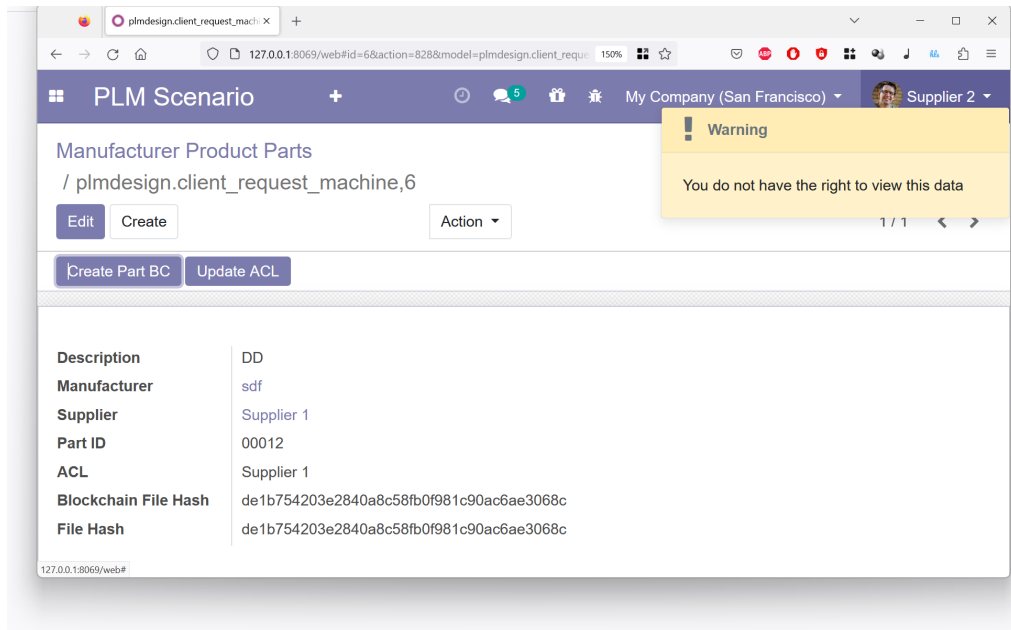 plmdesign.client_request_machi
127.0.0.1:8069/web#id=6&action=828&model=plmdesign.client_reque
150%
ABP
PLM Scenario
5
My Company (San Francisco)
Supplier 2
Warning
You do not have the right to view this data
Manufacturer Product Parts
/ plmdesign.client_request_machine,6
Edit
Create
Action
1 / 1
Create Part BC
Update ACL
Description DD
Manufacturer sdf
Supplier Supplier 1
Part ID 00012
ACL Supplier 1
Blockchain File Hash de1b754203e2840a8c58fb0f981c90ac6ae3068c
File Hash de1b754203e2840a8c58fb0f981c90ac6ae3068c
127.0.0.1:8069/web#